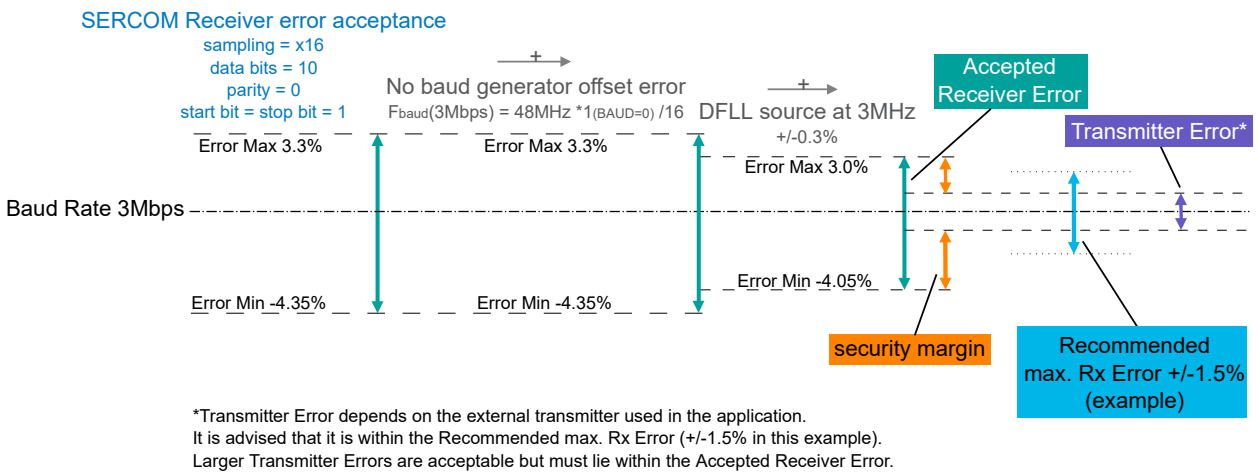 SERCOM Receiver error acceptance
sampling = x16
data bits = 10
parity = 0
start bit = stop bit = 1
+
No baud generator offset error
Fbaud(3Mbps) = 48MHz *1(BAUD=0) /16
+
DFLL source at 3MHz
+/-0.3%
Accepted
Receiver Error
Transmitter Error*
Error Max 3.3%
Error Max 3.3%
Error Max 3.0%
Baud Rate 3Mbps
Error Min -4.35%
Error Min -4.35%
Error Min -4.05%
security margin
Recommended
max. Rx Error +/-1.5%
(example)
*Transmitter Error depends on the external transmitter used in the application.
It is advised that it is within the Recommended max. Rx Error (+/-1.5% in this example).
Larger Transmitter Errors are acceptable but must lie within the Accepted Receiver Error.